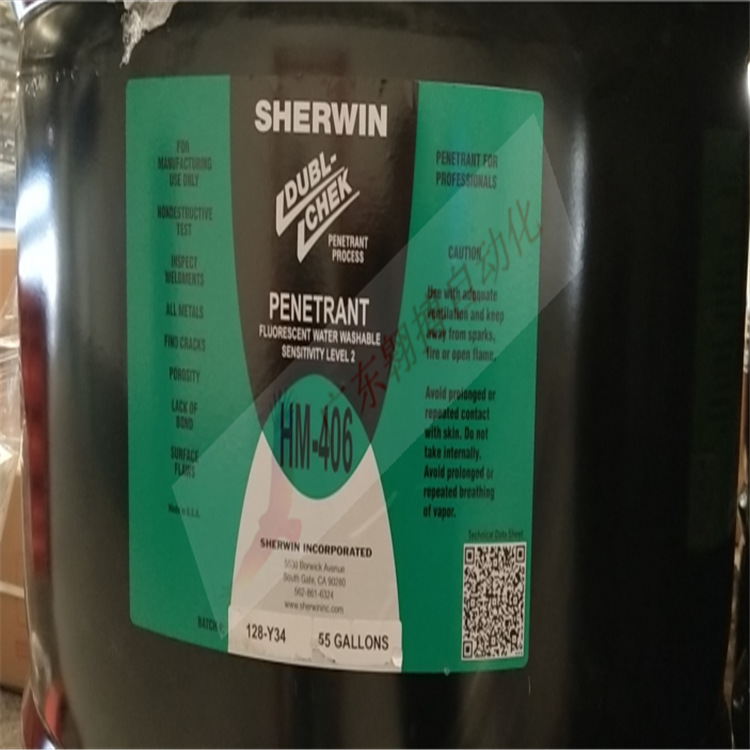 SHERWIN
DUBL-
CHEK
PENETRANT
PROCESS
PENETRANT
FLUORESCENT WATER WASHABLE
SENSITIVITY LEVEL 2
HM-406
FOR
MANUFACTURING
USE ONLY
NONDESTRUCTIVE
TEST
INSPECT
WELDMENTS
ALL METALS
FIND CRACKS
POROSITY
LACK OF
BOND
SURFACE
FLAWS
Made in U.S.A.
PENETRANT FOR
PROFESSIONALS
CAUTION
Use with adequate
ventilation and keep
away from sparks,
fire or open flame.
Avoid prolonged or
repeated contact
with skin. Do not
take internally.
Avoid prolonged or
repeated breathing
of vapor.
Technical Data Sheet
SHERWIN INCORPORATED
5530 Borwick Avenue
South Gate, CA 90280
562-861-6324
www.sherwininc.com
BATCH
128-Y34
55 GALLONS
广东翱搏自动化